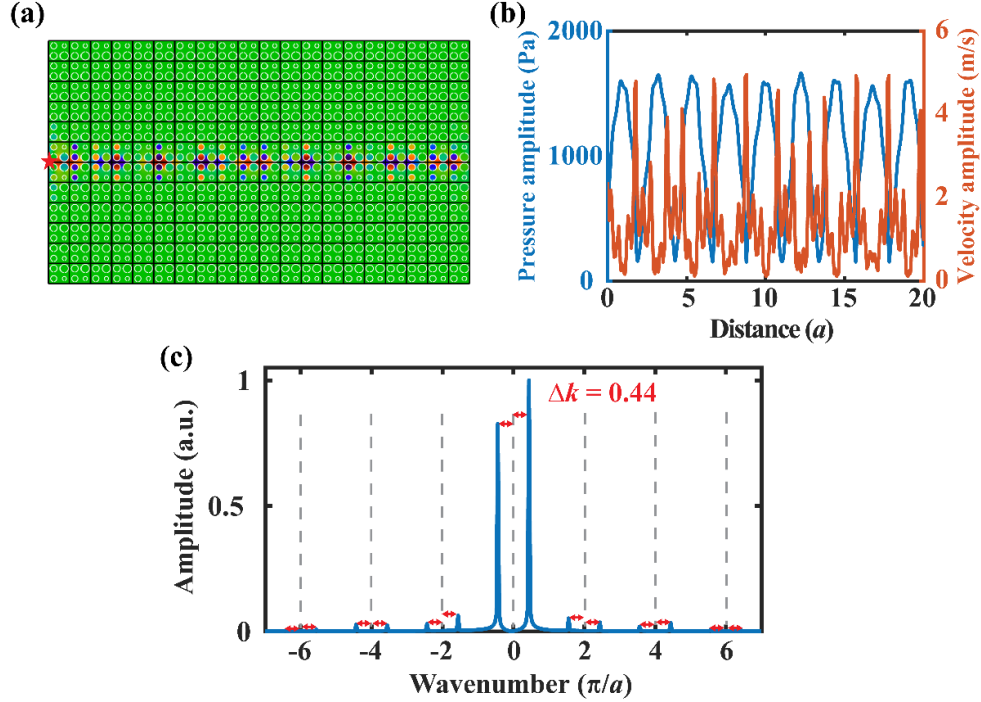 (a)
(b)
Pressure amplitude (Pa)
2000
1000
0
Velocity amplitude (m/s)
6
4
2
0
0 5 10 15 20
Distance (a)
(c)
Δk = 0.44
Amplitude (a.u.)
1
0.5
0
-6 -4 -2 0 2 4 6
Wavenumber (π/a)